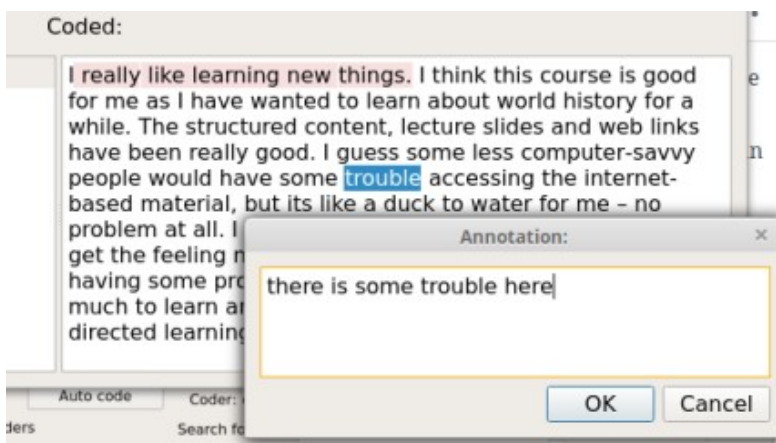 Coded:
I really like learning new things. I think this course is good
for me as I have wanted to learn about world history for a
while. The structured content, lecture slides and web links
have been really good. I guess some less computer-savvy
people would have some trouble accessing the internet-
based material, but its like a duck to water for me – no
problem at all. I
get the feeling
having some
much to learn
directed learning
Annotation:
there is some trouble here
OK
Cancel
Auto code
Coder:
Search